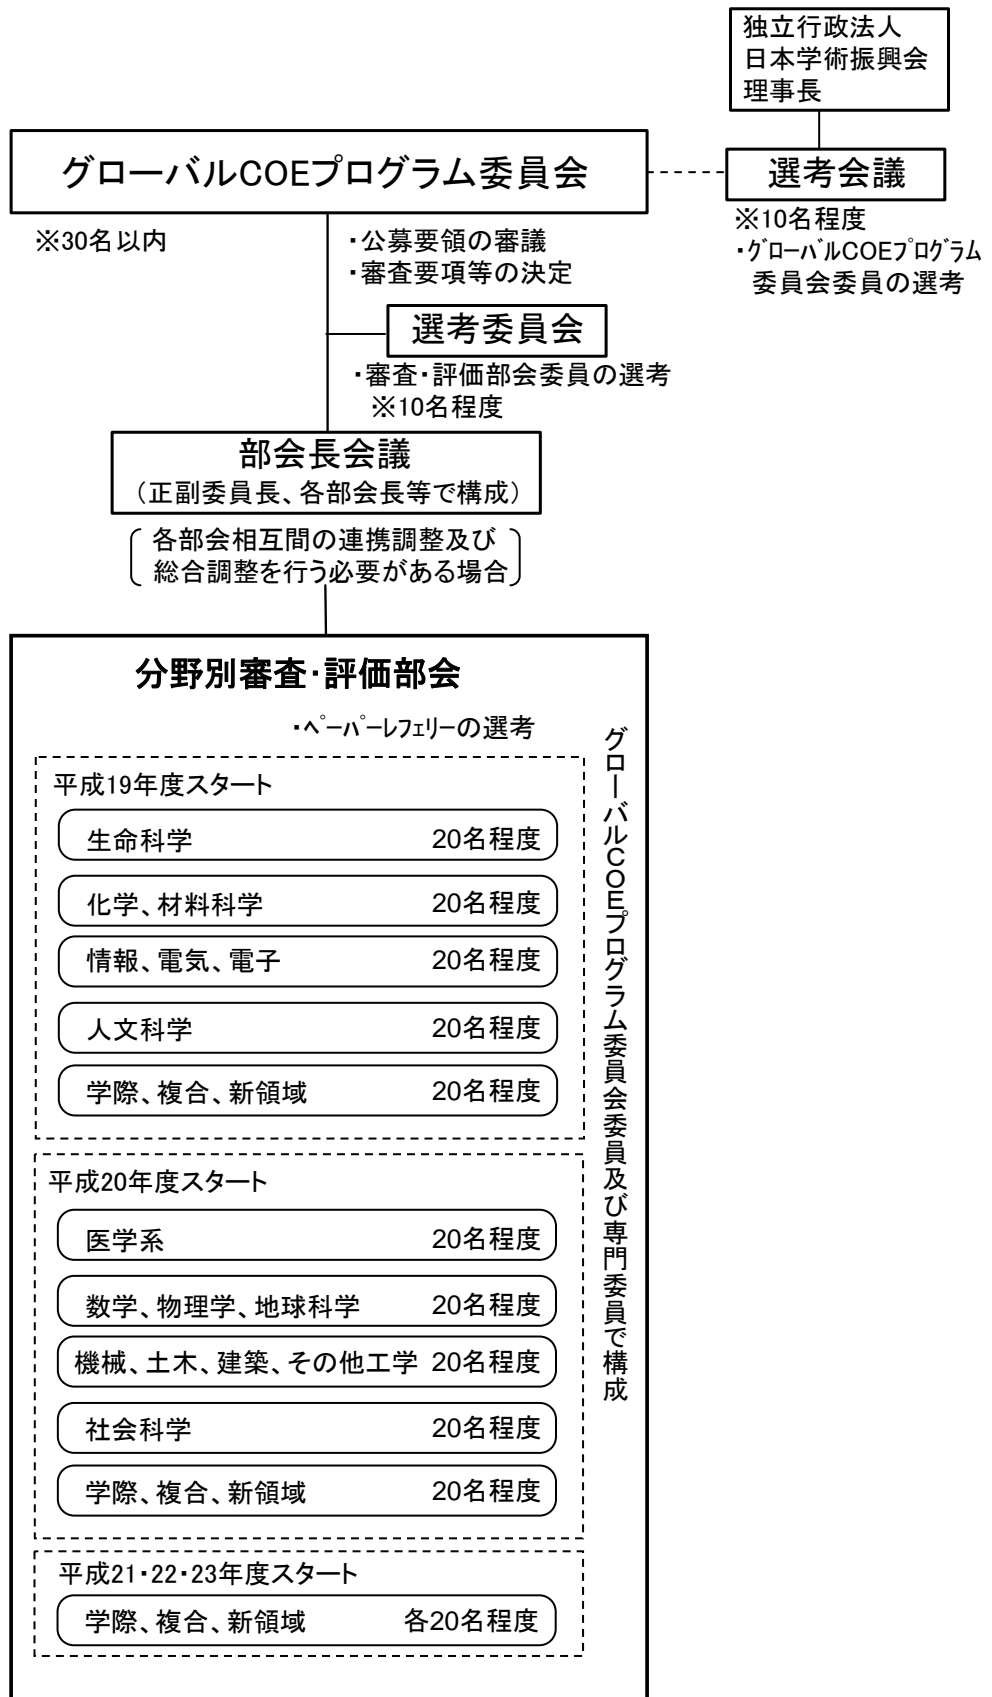 独立行政法人
日本学術振興会
理事長
グローバルCOEプログラム委員会
選考会議
※30名以内
・公募要領の審議
・審査要項等の決定
※10名程度
・グローバルCOEプログラム
委員会委員の選考
選考委員会
・審査・評価部会委員の選考
※10名程度
部会長会議
(正副委員長、各部会長等で構成)
各部会相互間の連携調整及び
総合調整を行う必要がある場合
分野別審査・評価部会
・ペーパーレフェリーの選考
グローバルCOEプログラム委員会委員及び専門委員で構成
平成19年度スタート
生命科学 20名程度
化学、材料科学 20名程度
情報、電気、電子 20名程度
人文科学 20名程度
学際、複合、新領域 20名程度
平成20年度スタート
医学系 20名程度
数学、物理学、地球科学 20名程度
機械、土木、建築、その他工学 20名程度
社会科学 20名程度
学際、複合、新領域 20名程度
平成21・22・23年度スタート
学際、複合、新領域 各20名程度